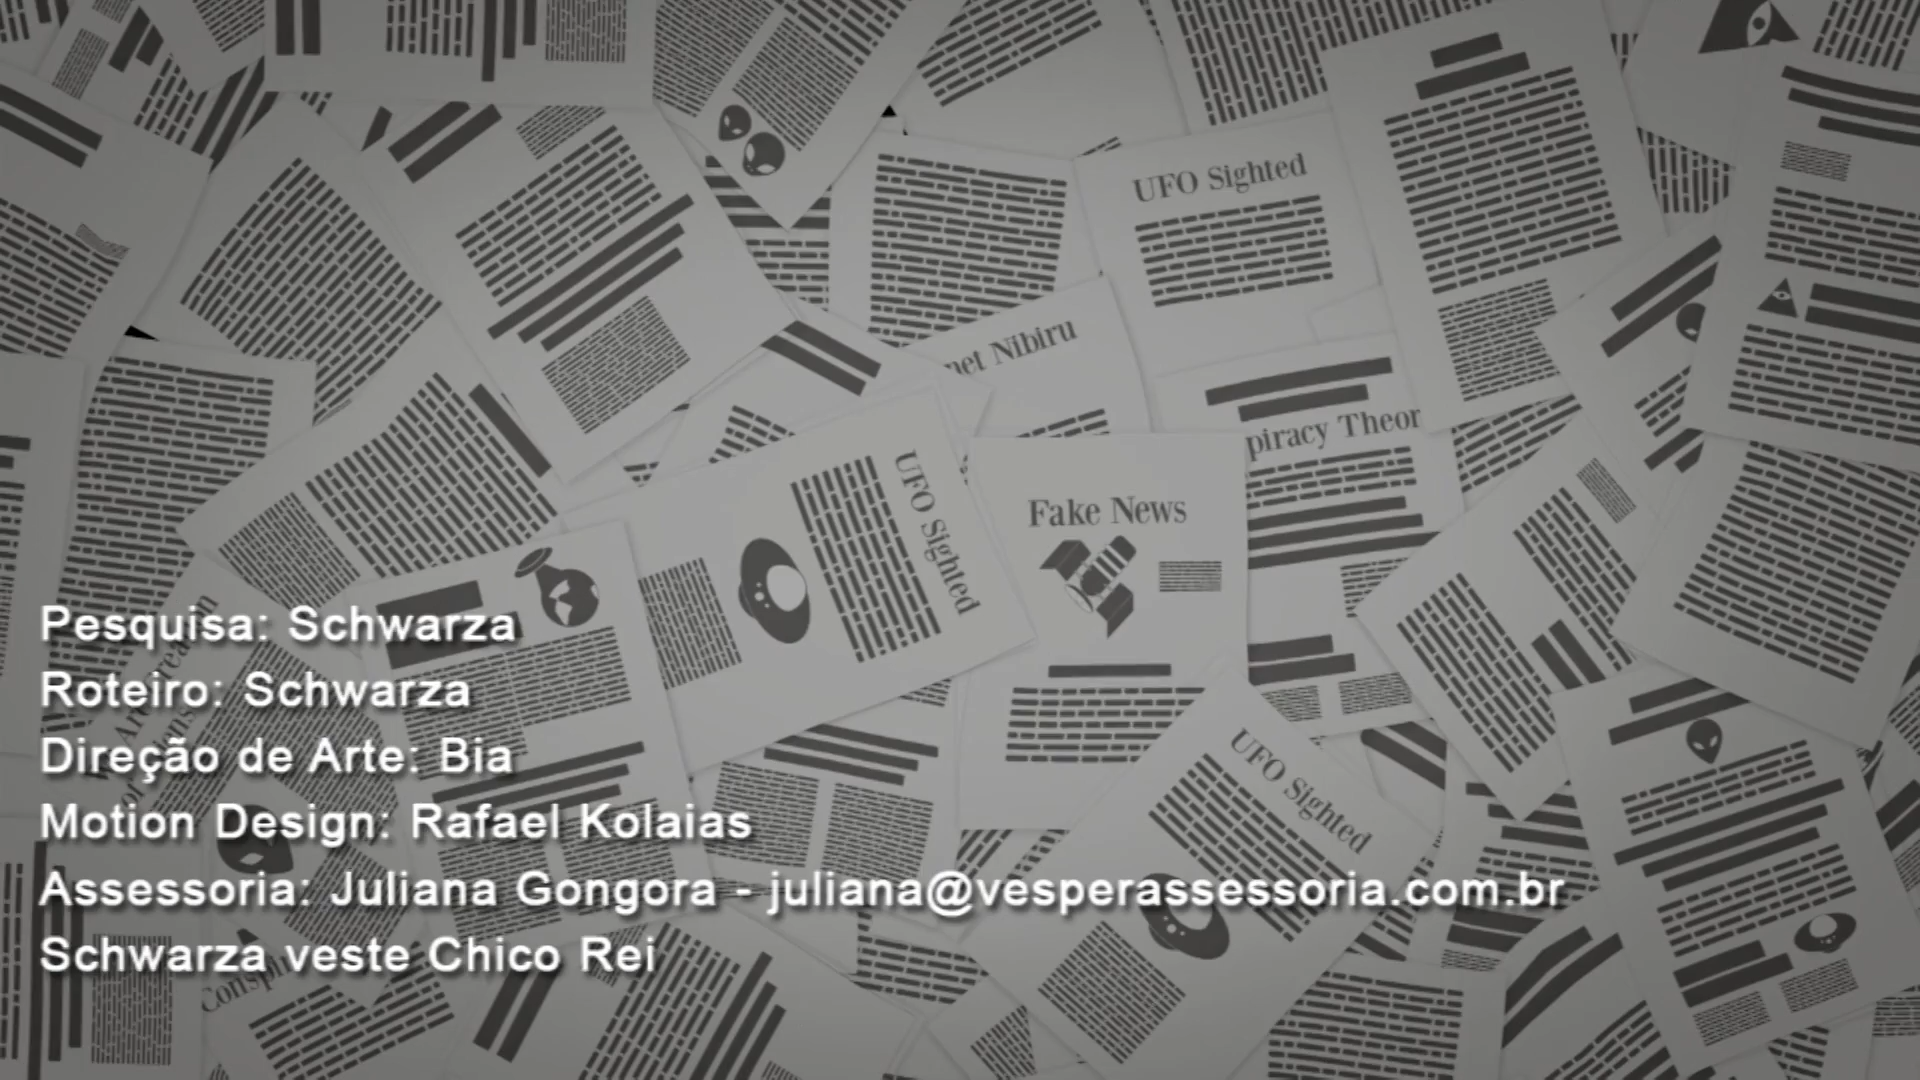 UFO Sighted
net Nibiru
piracy Theor
UFO Sighted
Fake News
UFO Sighted
Pesquisa: Schwarza
Roteiro: Schwarza
Direção de Arte: Bia
Motion Design: Rafael Kolaias
Assessoria: Juliana Gongora - juliana@vesperassessoria.com.br
Schwarza veste Chico Rei